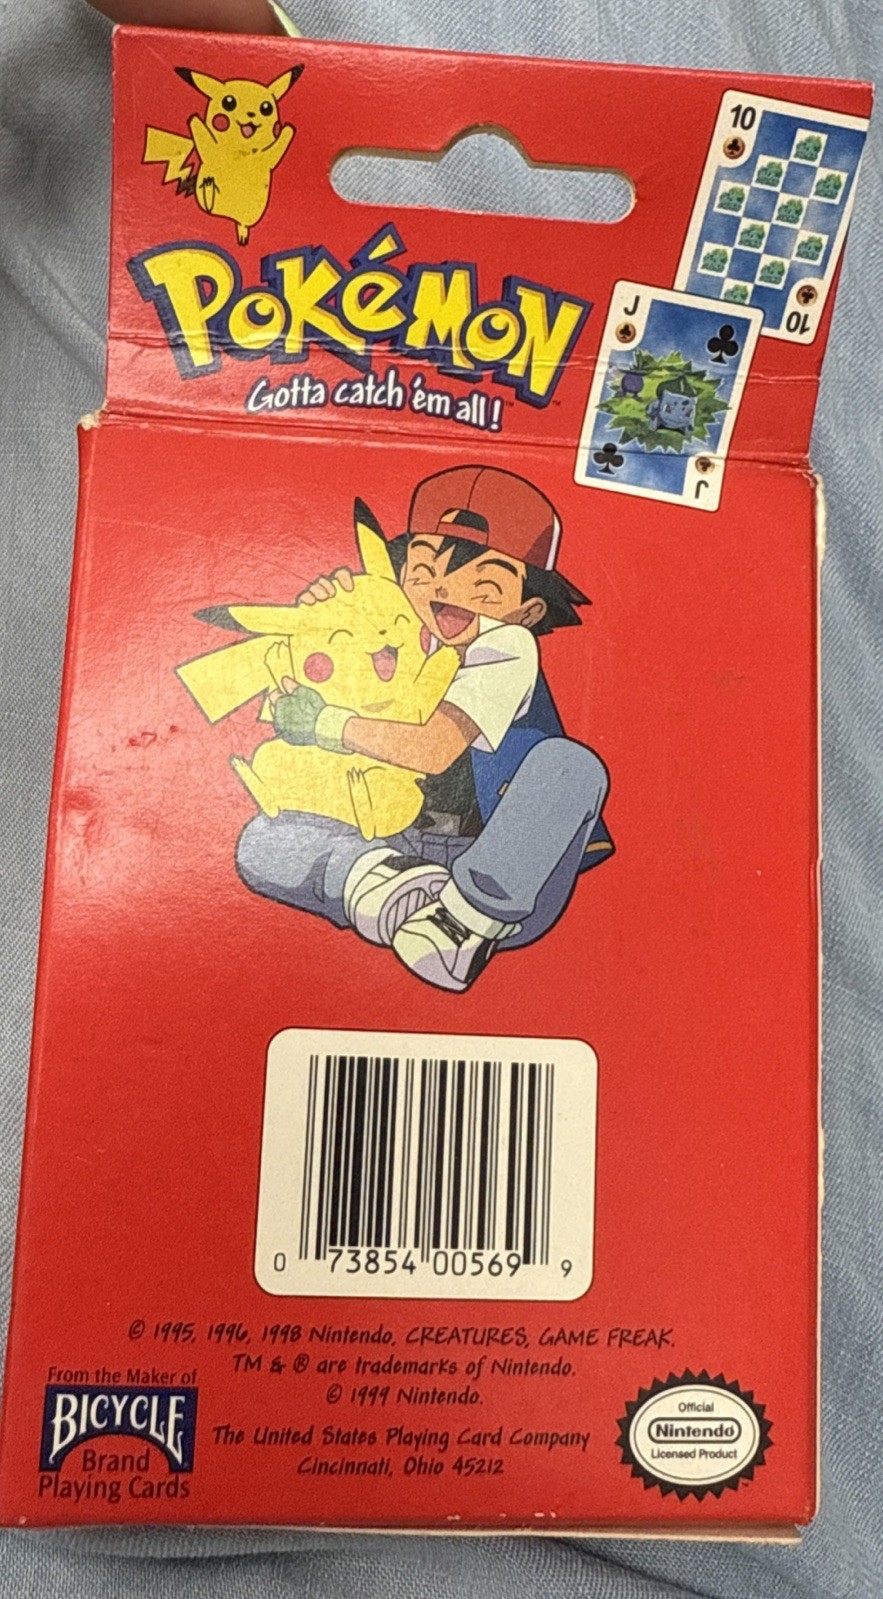 10
10
J
J
POKéMON
Gotta catch 'em all!
0 73854 00569 9
© 1995, 1996, 1998 Nintendo, CREATURES, GAME FREAK.
TM & ® are trademarks of Nintendo.
© 1999 Nintendo.
From the Maker of
BICYCLE
Brand
Playing Cards
The United States Playing Card Company
Cincinnati, Ohio 45212
Official
Nintendo
Licensed Product